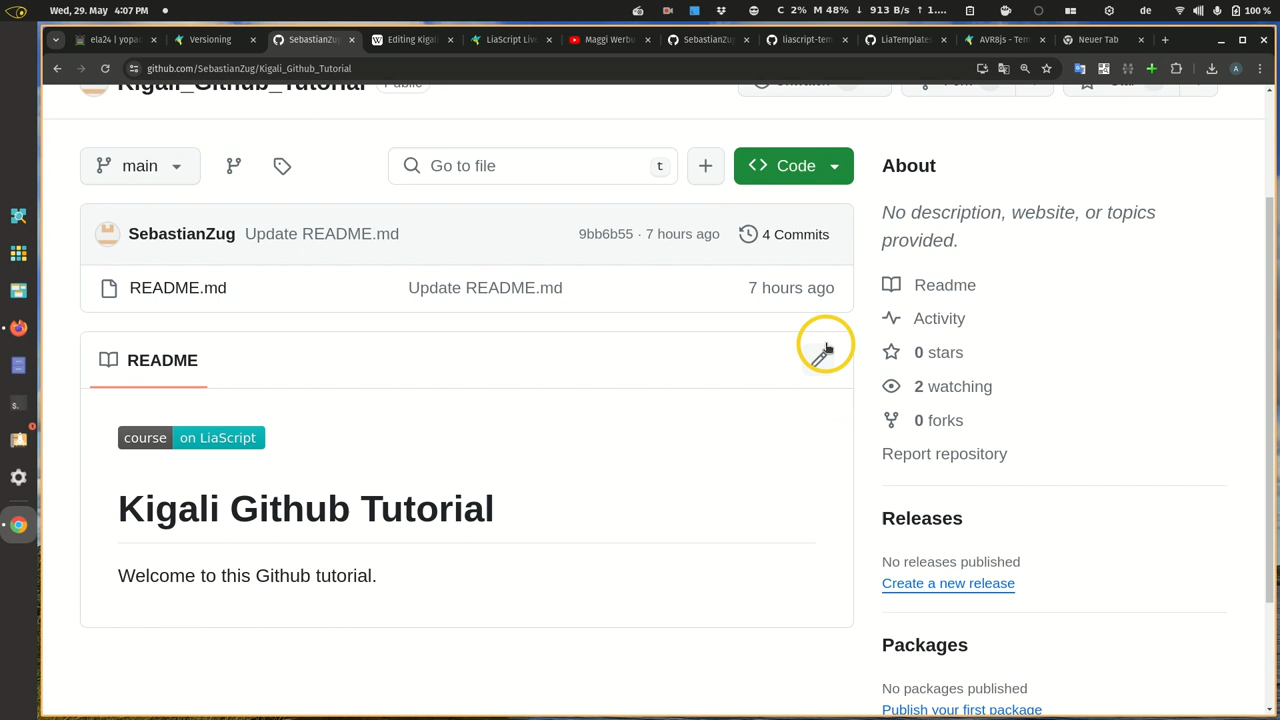 Wed, 29. May 4:07 PM
C 2% M 48% ↓ 913 B/s ↑ 1....
de
100 %
ela24 | yopa
Versioning
SebastianZug
Editing Kigali
LiaScript Live
Maggi Werbu
SebastianZug
liascript-tem
LiaTemplates
AVR8js - Tem
Neuer Tab
github.com/SebastianZug/Kigali_Github_Tutorial
A
Kigali_Github_Tutorial
Public
main
Go to file
t
Code
SebastianZug Update README.md
9bb6b55 · 7 hours ago
4 Commits
README.md
Update README.md
7 hours ago
README
course on LiaScript
Kigali Github Tutorial
Welcome to this Github tutorial.
About
No description, website, or topics
provided.
Readme
Activity
0 stars
2 watching
0 forks
Report repository
Releases
No releases published
Create a new release
Packages
No packages published
Publish your first package